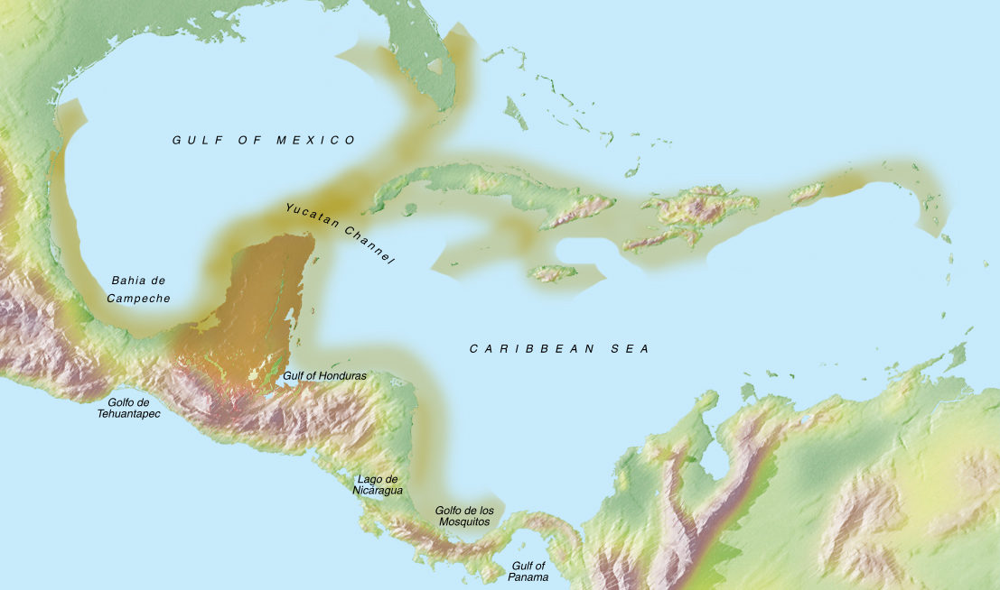 GULF OF MEXICO
Yucatan Channel
Bahia de
Campeche
CARIBBEAN SEA
Gulf of Honduras
Golfo de
Tehuantapec
Lago de
Nicaragua
Golfo de los
Mosquitos
Gulf of
Panama